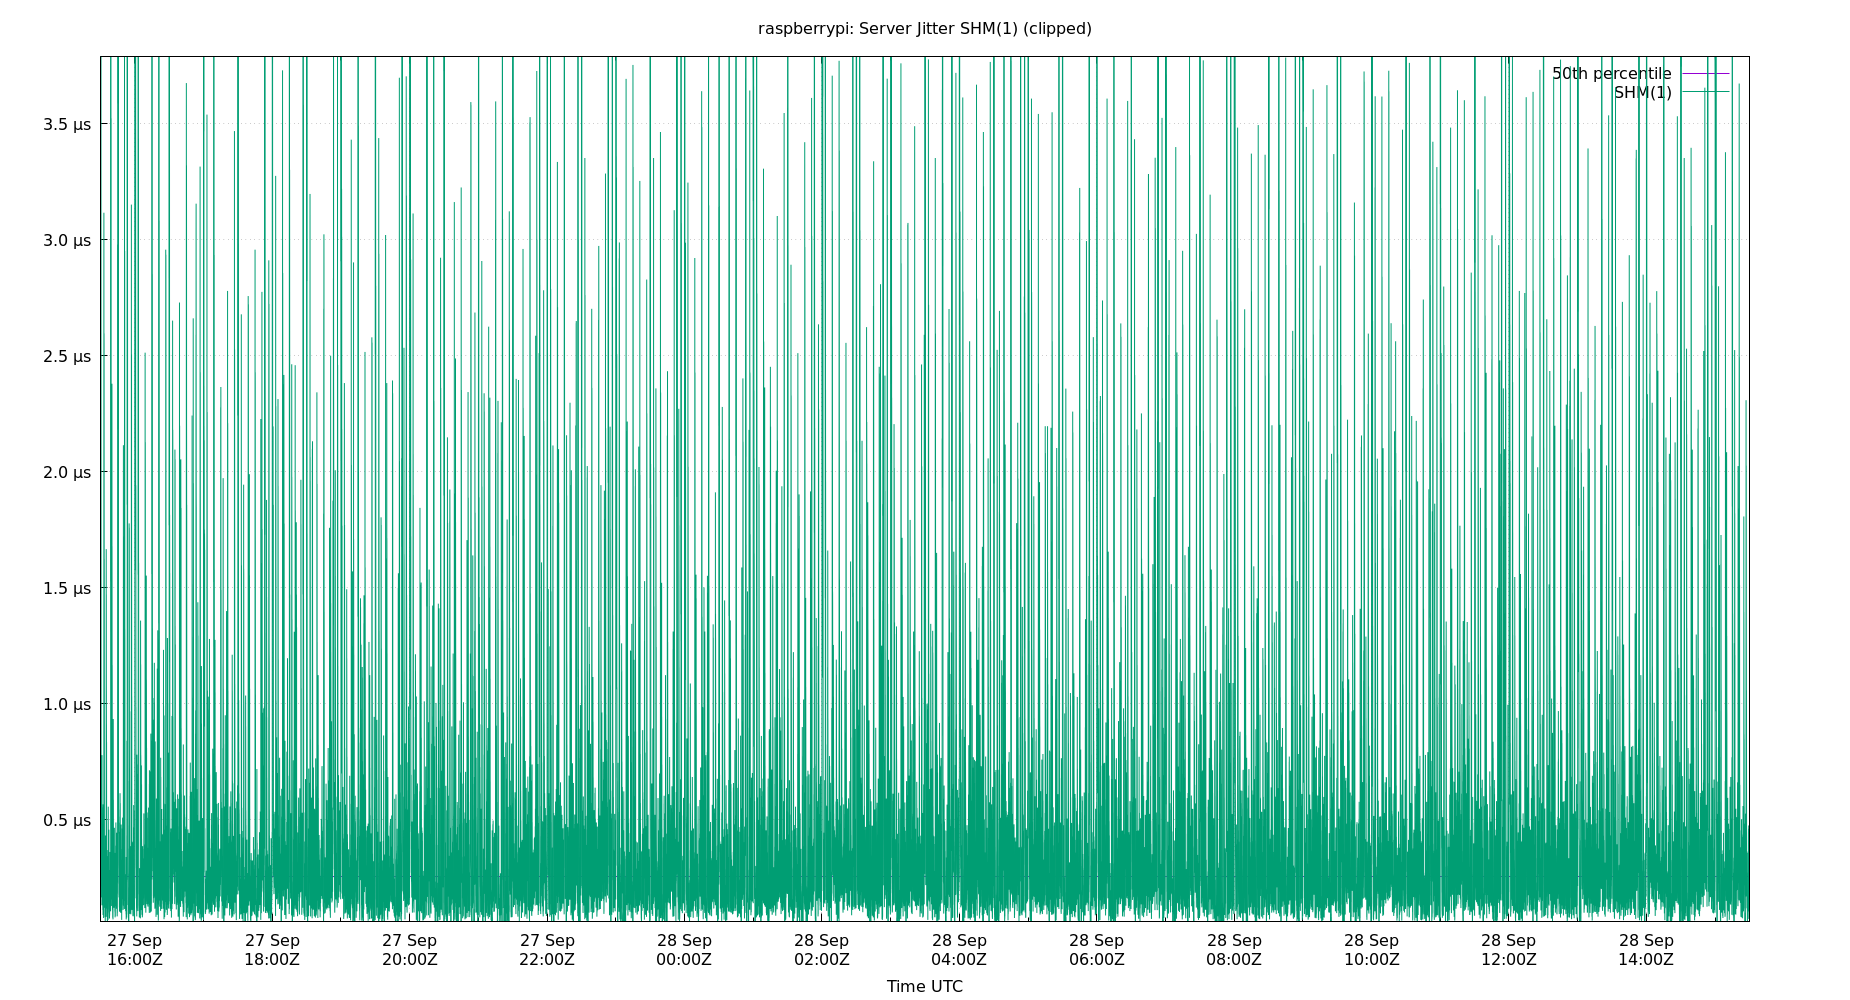 raspberrypi: Server Jitter SHM(1) (clipped)
50th percentile
SHM(1)
3.5 µs
3.0 µs
2.5 µs
2.0 µs
1.5 µs
1.0 µs
0.5 µs
27 Sep 27 Sep 27 Sep 27 Sep 28 Sep 28 Sep 28 Sep 28 Sep 28 Sep 28 Sep 28 Sep 28 Sep
16:00Z 18:00Z 20:00Z 22:00Z 00:00Z 02:00Z 04:00Z 06:00Z 08:00Z 10:00Z 12:00Z 14:00Z
Time UTC